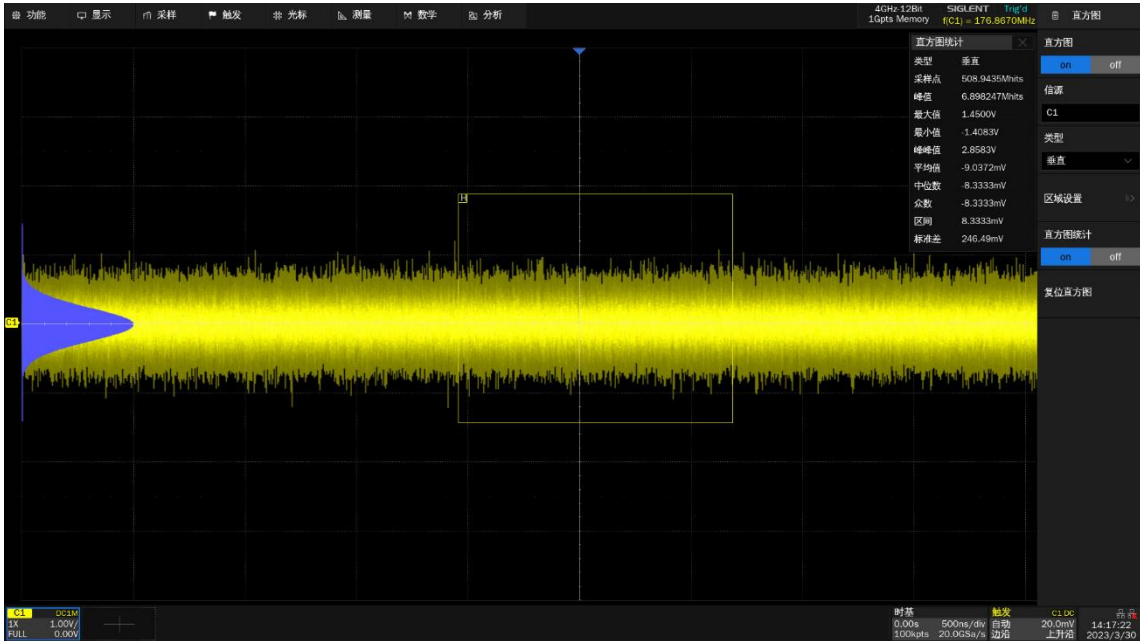 功能 显示 采样 触发 光标 测量 数学 分析
4GHz-12Bit SIGLENT Trig'd
1Gpts Memory f(C1) = 176.8670MHz
直方图
直方图统计
类型 垂直
采样点 508.9435Mhits
峰值 6.898247Mhits
最大值 1.4500V
最小值 -1.4083V
峰峰值 2.8583V
平均值 -9.0372mV
中位数 -8.3333mV
众数 -8.3333mV
区间 8.3333mV
标准差 246.49mV
直方图
on off
信源
C1
类型
垂直
区域设置
直方图统计
on off
复位直方图
H
C1
C1 DC1M
1X 1.00V/
FULL 0.00V
时基
0.00s 500ns/div
100kpts 20.0GSa/s
触发 C1 DC
自动 20.0mV
边沿 上升沿
14:17:22
2023/3/30